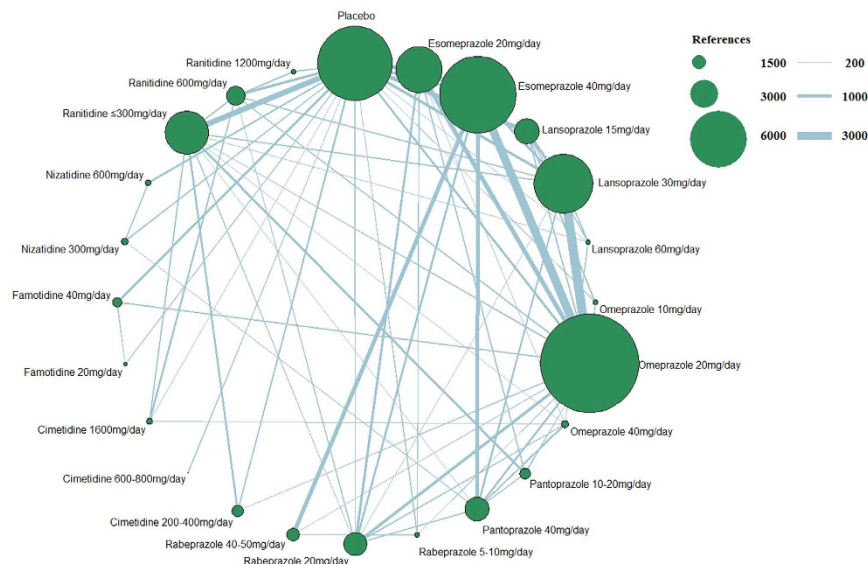 Placebo
Esomeprazole 20mg/day
Esomeprazole 40mg/day
Lansoprazole 15mg/day
Lansoprazole 30mg/day
Lansoprazole 60mg/day
Omeprazole 10mg/day
Omeprazole 20mg/day
Omeprazole 40mg/day
Pantoprazole 10-20mg/day
Pantoprazole 40mg/day
Rabeprazole 5-10mg/day
Rabeprazole 20mg/day
Rabeprazole 40-50mg/day
Cimetidine 200-400mg/day
Cimetidine 600-800mg/day
Cimetidine 1600mg/day
Famotidine 20mg/day
Famotidine 40mg/day
Nizatidine 300mg/day
Nizatidine 600mg/day
Ranitidine ≤300mg/day
Ranitidine 600mg/day
Ranitidine 1200mg/day
References
1500 200
3000 1000
6000 3000